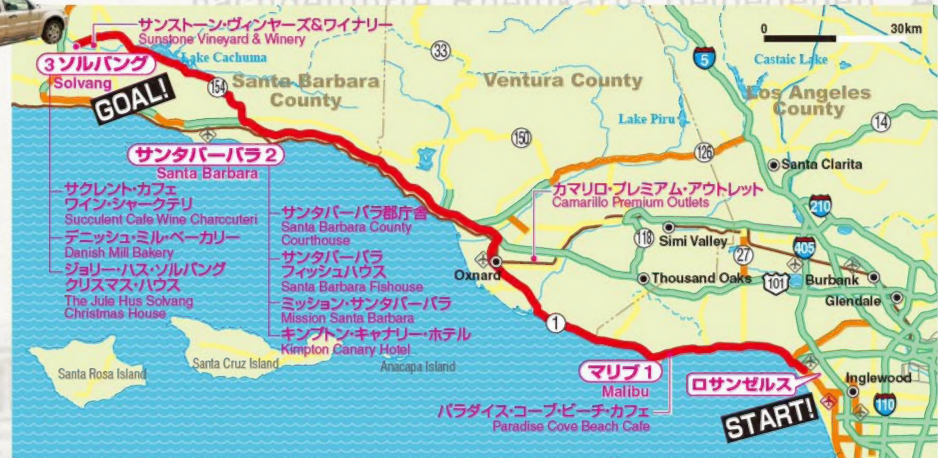 サンストーン・ヴィンヤーズ&ワイナリー
Sunstone Vineyard & Winery
3 ソルバング
Solvang
GOAL!
Lake Cachuma
154
Santa Barbara
County
33
Ventura County
5
0 30km
Castaic Lake
Los Angeles
County
14
Lake Piru
150
126
Santa Clarita
サンタバーバラ 2
Santa Barbara
サクレント・カフェ
ワイン・シャークテリ
Succulent Cafe Wine Charccuteri
デニッシュ・ミル・ベーカリー
Danish Mill Bakery
ジョリー・ハス・ソルバング
クリスマス・ハウス
The Jule Hus Solvang
Christmas House
サンタバーバラ郡庁舎
Santa Barbara County
Courthouse
サンタバーバラ
フィッシュハウス
Santa Barbara Fishouse
ミッション・サンタバーバラ
Mission Santa Barbara
キンプトン・キャナリー・ホテル
Kimpton Canary Hotel
カマリロ・プレミアム・アウトレット
Camarillo Premium Outlets
210
118
Simi Valley
405
27
Oxnard
Thousand Oaks
101
Burbank
Glendale
1
Santa Rosa Island
Santa Cruz Island
Anacapa Island
マリブ 1
Malibu
パラダイス・コーブ・ビーチ・カフェ
Paradise Cove Beach Cafe
ロサンゼルス
START!
Inglewood
110